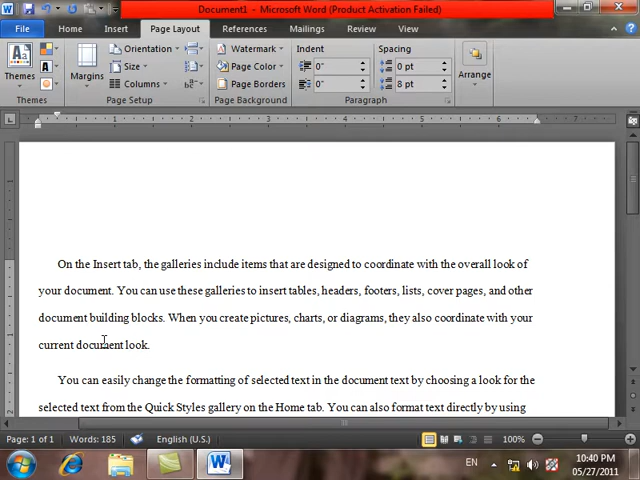 Document1 - Microsoft Word (Product Activation Failed)
File Home Insert Page Layout References Mailings Review View
Themes Margins Orientation Size Columns Watermark Page Color Page Borders Indent 0" 0" Spacing 0 pt 8 pt Arrange
Themes Page Setup Page Background Paragraph
1 2 3 4 5 6 7
On the Insert tab, the galleries include items that are designed to coordinate with the overall look of
your document. You can use these galleries to insert tables, headers, footers, lists, cover pages, and other
document building blocks. When you create pictures, charts, or diagrams, they also coordinate with your
current document look.
You can easily change the formatting of selected text in the document text by choosing a look for the
selected text from the Quick Styles gallery on the Home tab. You can also format text directly by using
Page: 1 of 1 Words: 185 English (U.S.) 100%
EN 10:40 PM
05/27/2011